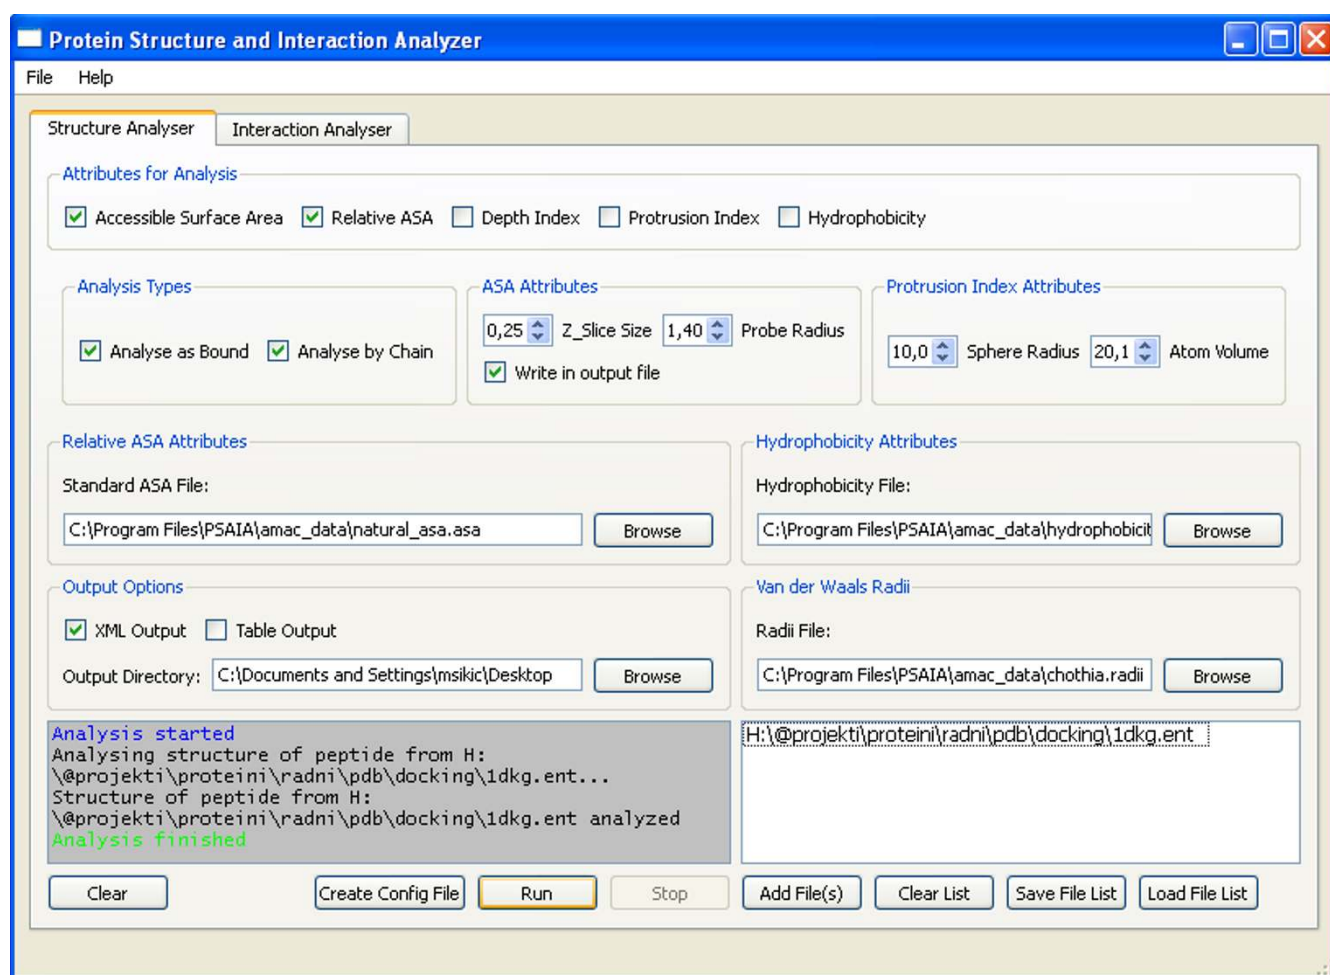 Protein Structure and Interaction Analyzer
File Help
Structure Analyser Interaction Analyser
Attributes for Analysis
Accessible Surface Area Relative ASA Depth Index Protrusion Index Hydrophobicity
Analysis Types
Analyse as Bound Analyse by Chain
ASA Attributes
0,25 Z_Slice Size 1,40 Probe Radius
Write in output file
Protrusion Index Attributes
10,0 Sphere Radius 20,1 Atom Volume
Relative ASA Attributes
Standard ASA File:
C:\Program Files\PSAIA\amac_data\natural_asa.asa Browse
Hydrophobicity Attributes
Hydrophobicity File:
C:\Program Files\PSAIA\amac_data\hydrophobicit Browse
Output Options
XML Output Table Output
Output Directory: C:\Documents and Settings\msikic\Desktop Browse
Van der Waals Radii
Radii File:
C:\Program Files\PSAIA\amac_data\chothia.radii Browse
Analysis started
Analysing structure of peptide from H:
\@projekti\proteini\radni\pdb\docking\1dkg.ent...
Structure of peptide from H:
\@projekti\proteini\radni\pdb\docking\1dkg.ent analyzed
Analysis finished
H:\@projekti\proteini\radni\pdb\docking\1dkg.ent
Clear Create Config File Run Stop Add File(s) Clear List Save File List Load File List